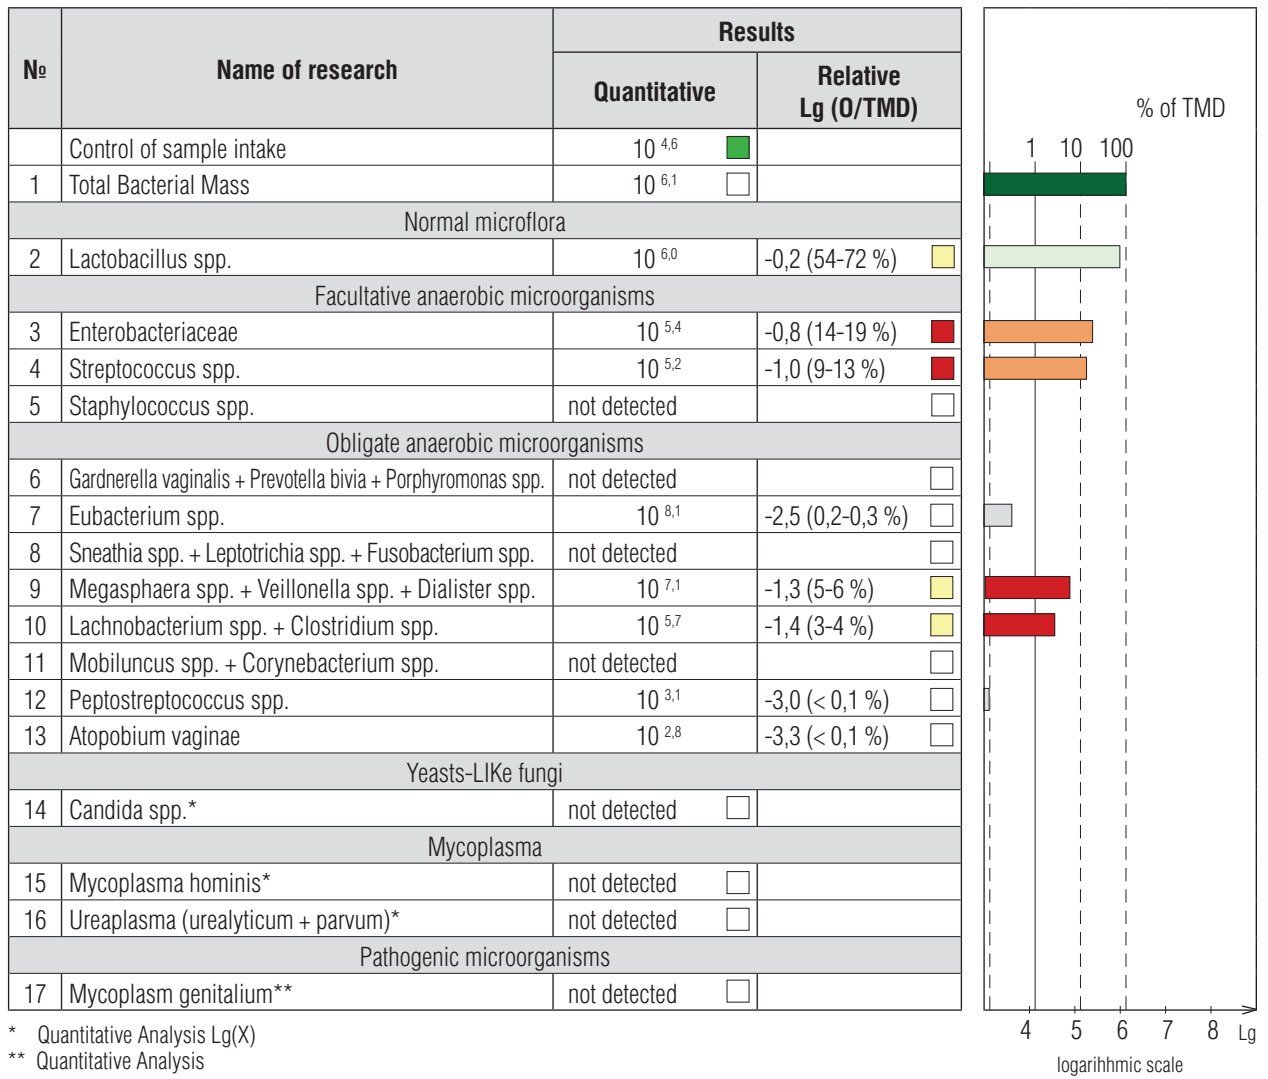 № Name of research Results
Quantitative Relative Lg (O/TMD)
% of TMD
1 10 100
Control of sample intake 10 4,6
1 Total Bacterial Mass 10 6,1
Normal microflora
2 Lactobacillus spp. 10 6,0 -0,2 (54-72 %)
Facultative anaerobic microorganisms
3 Enterobacteriaceae 10 5,4 -0,8 (14-19 %)
4 Streptococcus spp. 10 5,2 -1,0 (9-13 %)
5 Staphylococcus spp. not detected
Obligate anaerobic microorganisms
6 Gardnerella vaginalis + Prevotella bivia + Porphyromonas spp. not detected
7 Eubacterium spp. 10 8,1 -2,5 (0,2-0,3 %)
8 Sneathia spp. + Leptotrichia spp. + Fusobacterium spp. not detected
9 Megasphaera spp. + Veillonella spp. + Dialister spp. 10 7,1 -1,3 (5-6 %)
10 Lachnobacterium spp. + Clostridium spp. 10 5,7 -1,4 (3-4 %)
11 Mobiluncus spp. + Corynebacterium spp. not detected
12 Peptostreptococcus spp. 10 3,1 -3,0 (< 0,1 %)
13 Atopobium vaginae 10 2,8 -3,3 (< 0,1 %)
Yeasts-LIKe fungi
14 Candida spp.* not detected
Mycoplasma
15 Mycoplasma hominis* not detected
16 Ureaplasma (urealyticum + parvum)* not detected
Pathogenic microorganisms
17 Mycoplasm genitalium** not detected
4 5 6 7 8 Lg
logarihhmic scale
* Quantitative Analysis Lg(X)
** Quantitative Analysis